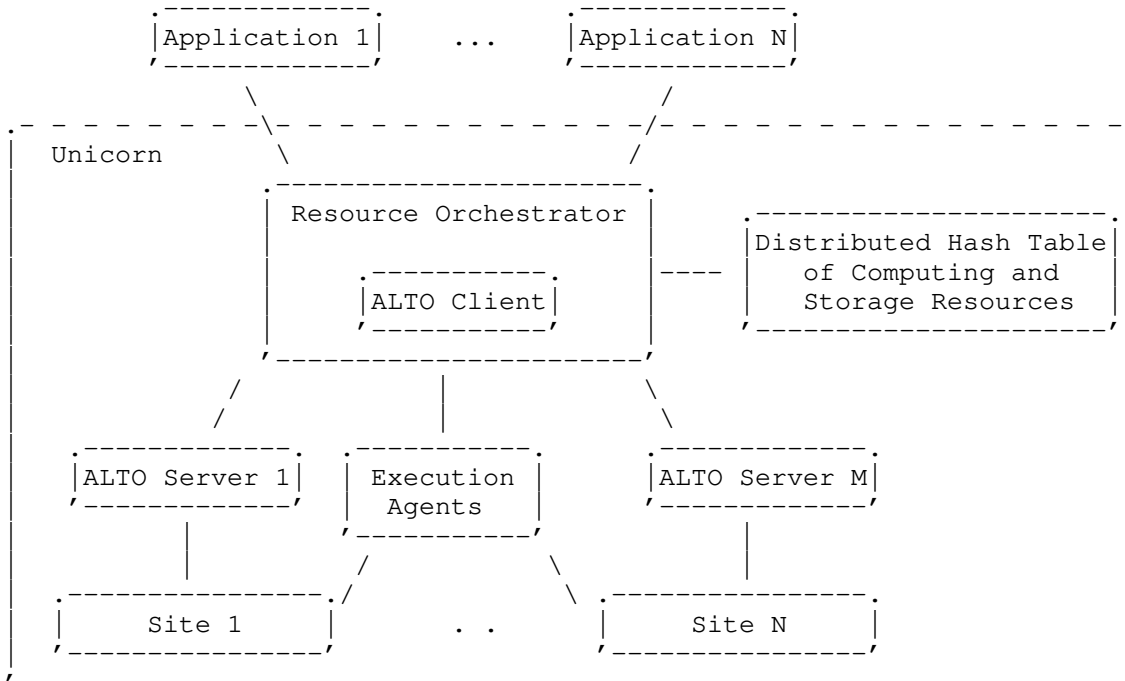 Application 1 ... Application N
Unicorn
Resource Orchestrator
Distributed Hash Table
of Computing and
Storage Resources
ALTO Client
ALTO Server 1
Execution
Agents
ALTO Server M
Site 1 . . Site N